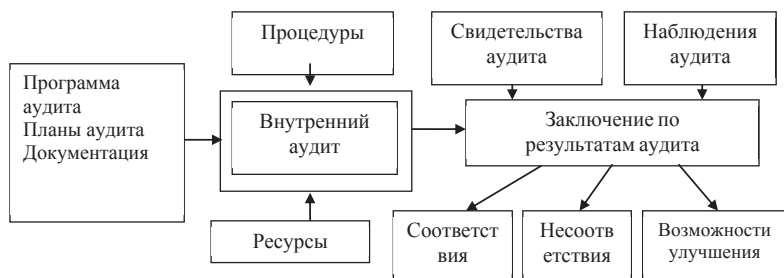 Процедуры
Свидетельства
аудита
Наблюдения
аудита
Программа
аудита
Планы аудита
Документация
Внутренний
аудит
Заключение по
результатам аудита
Ресурсы
Соответст
вия
Несоотв
етствия
Возможности
улучшения